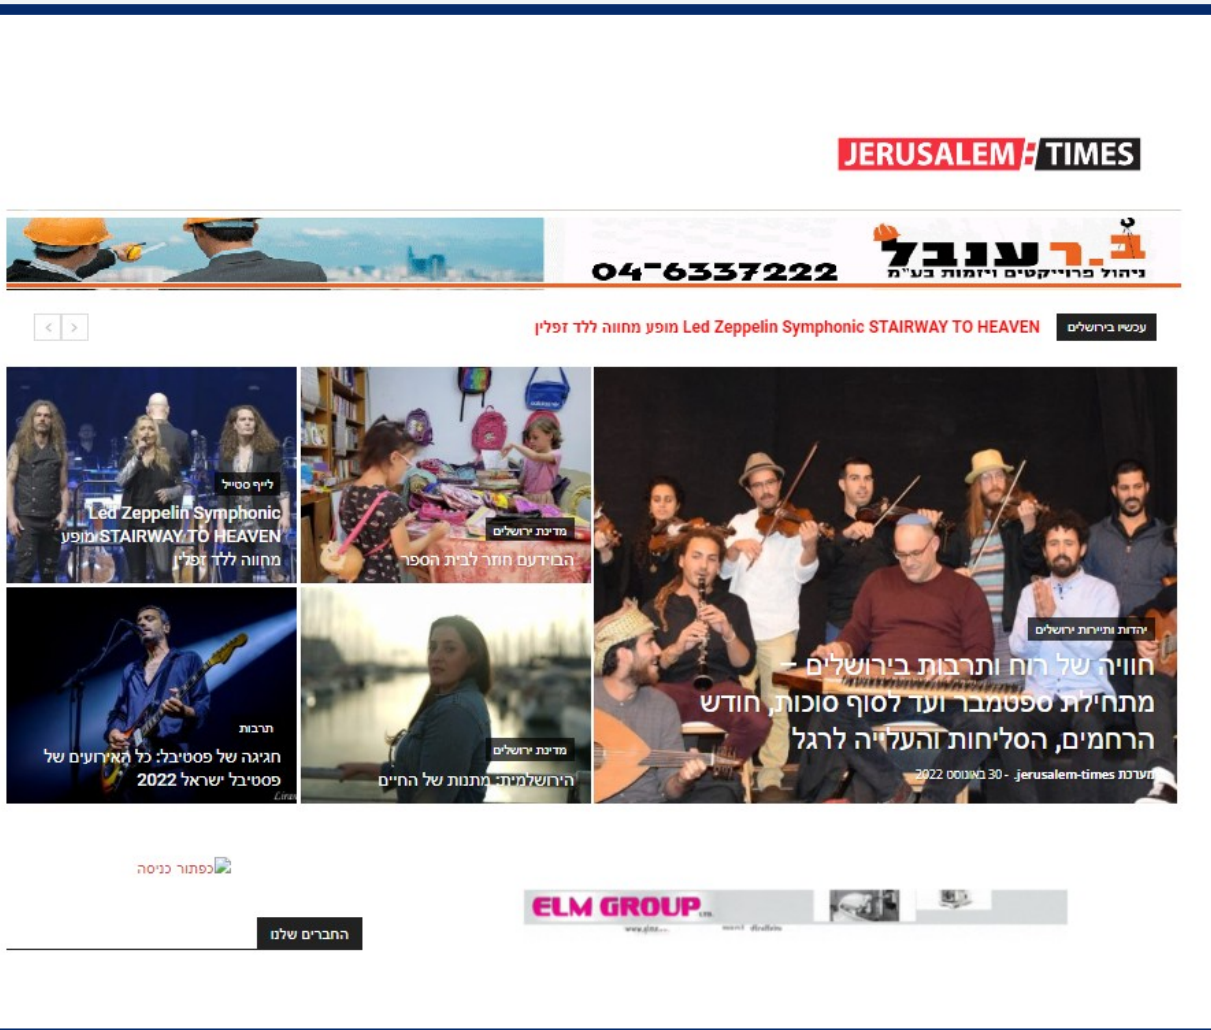 JERUSALEM TIMES
ב.ר ענבל
ניהול פרוייקטים ויזמות בע"מ
04-6337222
עכשיו בירושלים
Led Zeppelin Symphonic STAIRWAY TO HEAVEN מופע מחווה ללד זפלין
יהדות ותיירות ירושלים
חוויה של רוח ותרבות בירושלים –
מתחילת ספטמבר ועד לסוף סוכות, חודש
הרחמים, הסליחות והעלייה לרגל
מערכת jerusalem-times. - 30 באוגוסט 2022
מדינת ירושלים
הבוידעם חוזר לבית הספר
לייף סטייל
Led Zeppelin Symphonic
STAIRWAY TO HEAVEN מופע
מחווה ללד זפלין
מדינת ירושלים
הירושלמית: מתנות של החיים
תרבות
חגיגה של פסטיבל: כל האירועים של
פסטיבל ישראל 2022
כפתור כניסה
ELM GROUP LTD.
החברים שלנו